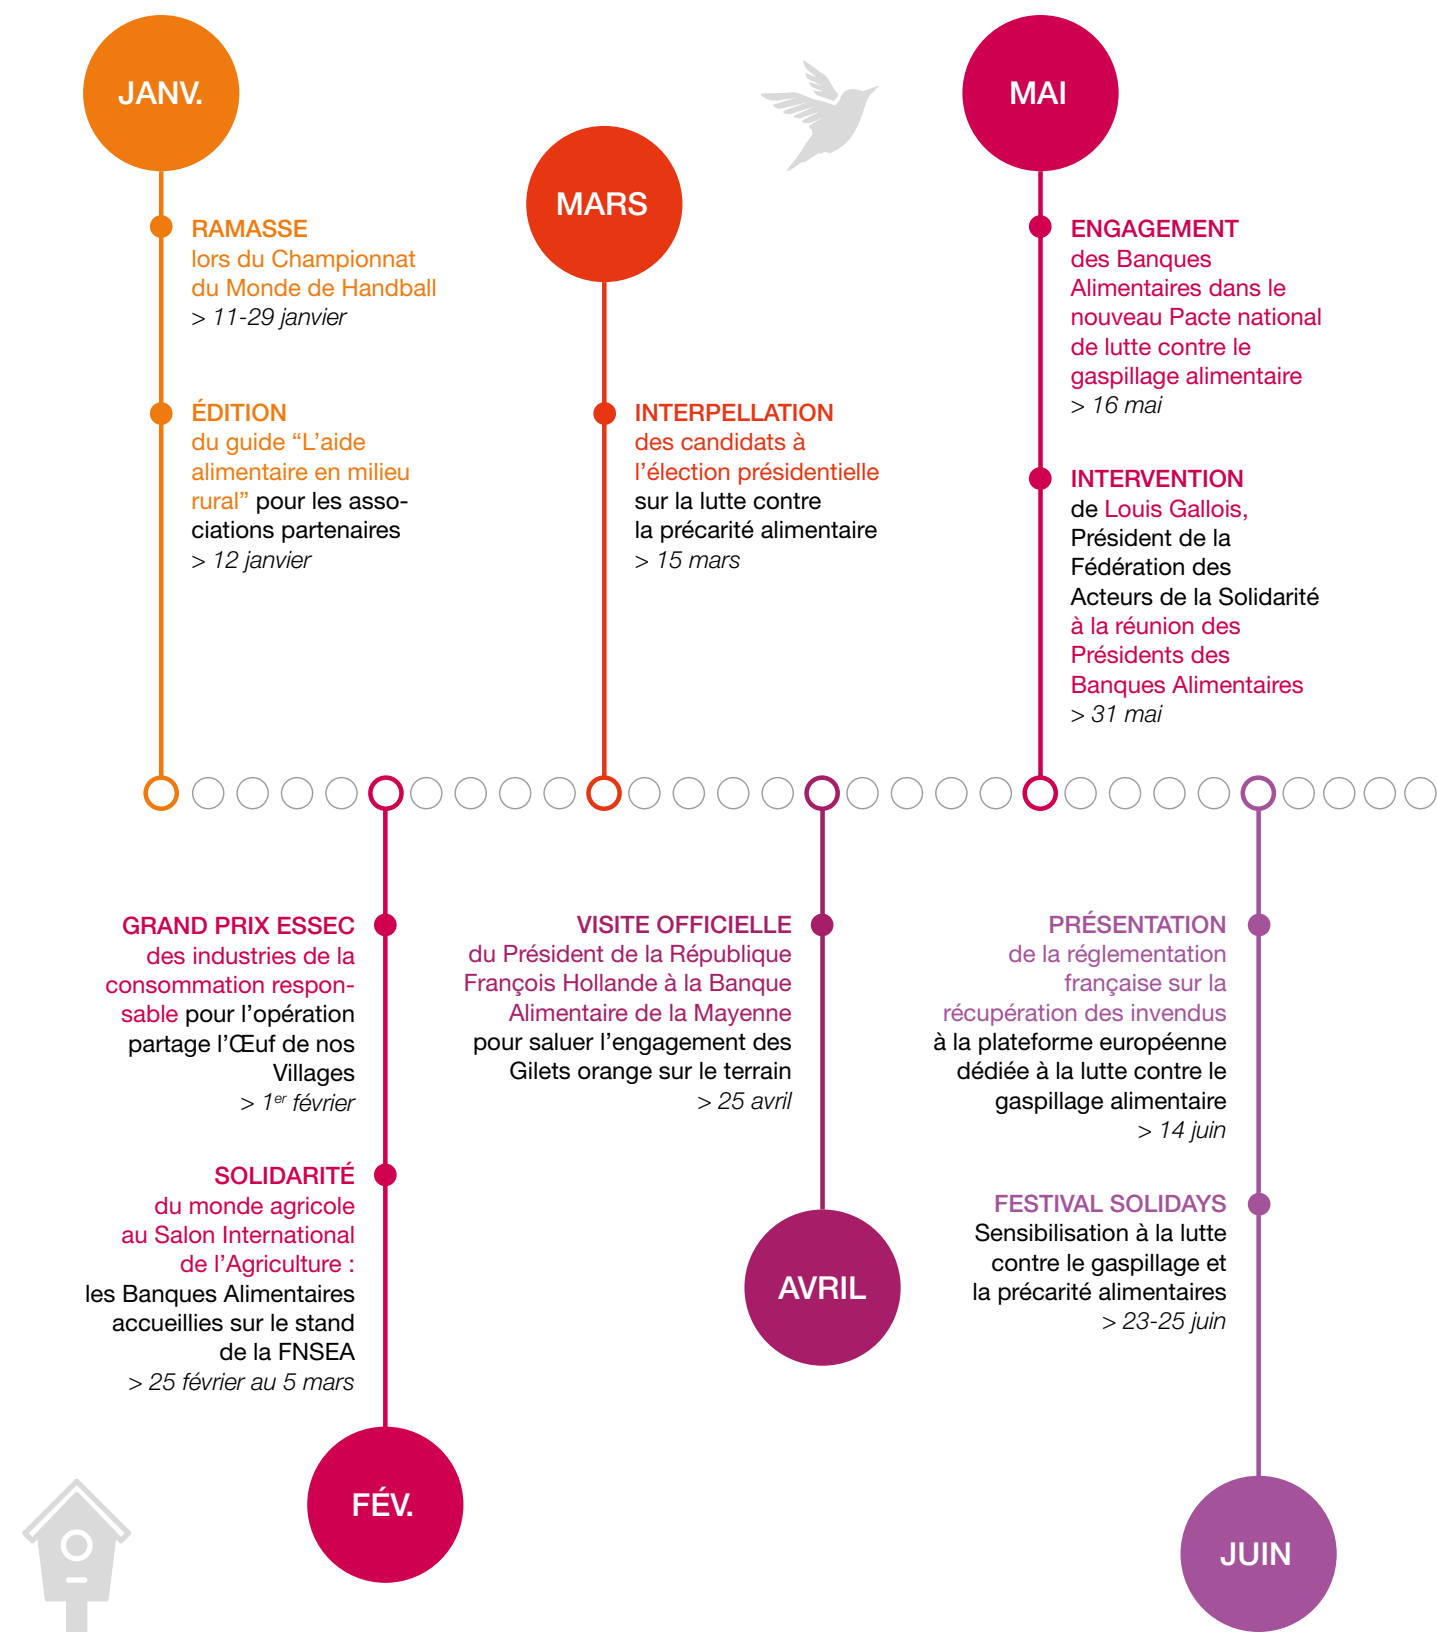 JANV.
RAMASSE
lors du Championnat
du Monde de Handball
> 11-29 janvier
ÉDITION
du guide “L’aide
alimentaire en milieu
rural” pour les asso-
ciations partenaires
> 12 janvier
MARS
INTERPELLATION
des candidats à
l’élection présidentielle
sur la lutte contre
la précarité alimentaire
> 15 mars
MAI
ENGAGEMENT
des Banques
Alimentaires dans le
nouveau Pacte national
de lutte contre le
gaspillage alimentaire
> 16 mai
INTERVENTION
de Louis Gallois,
Président de la
Fédération des
Acteurs de la Solidarité
à la réunion des
Présidents des
Banques Alimentaires
> 31 mai
GRAND PRIX ESSEC
des industries de la
consommation respon-
sable pour l’opération
partage l’Œuf de nos
Villages
> 1er février
SOLIDARITÉ
du monde agricole
au Salon International
de l’Agriculture :
les Banques Alimentaires
accueillies sur le stand
de la FNSEA
> 25 février au 5 mars
FÉV.
VISITE OFFICIELLE
du Président de la République
François Hollande à la Banque
Alimentaire de la Mayenne
pour saluer l’engagement des
Gilets orange sur le terrain
> 25 avril
AVRIL
PRÉSENTATION
de la réglementation
française sur la
récupération des invendus
à la plateforme européenne
dédiée à la lutte contre le
gaspillage alimentaire
> 14 juin
FESTIVAL SOLIDAYS
Sensibilisation à la lutte
contre le gaspillage et
la précarité alimentaires
> 23-25 juin
JUIN